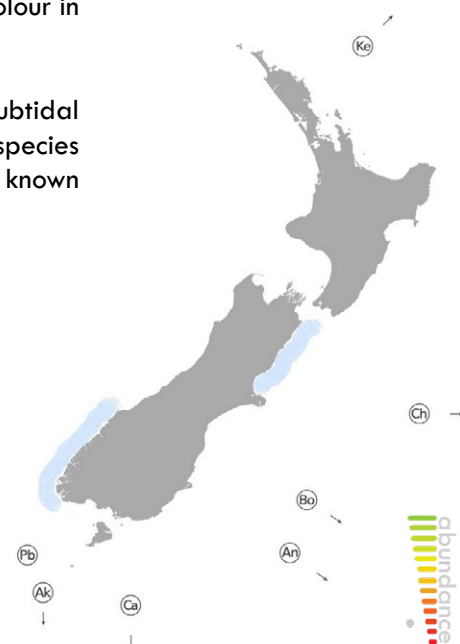 olour in
ubtidal
species
known
Ke
Ch
Bo
An
Pb
Ak
Ca
abundance